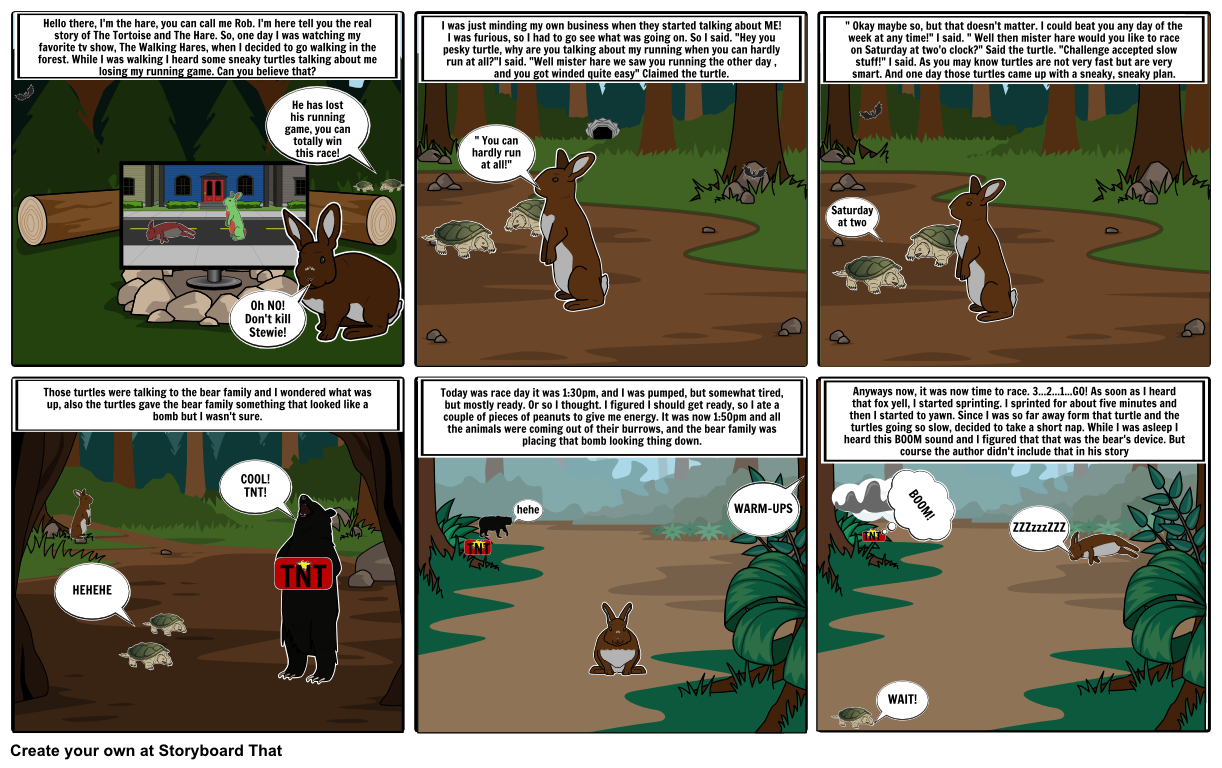 Hello there, I'm the hare, you can call me Rob. I'm here tell you the real
story of The Tortoise and The Hare. So, one day I was watching my
favorite tv show, The Walking Hares, when I decided to go walking in the
forest. While I was walking I heard some sneaky turtles talking about me
losing my running game. Can you believe that?
He has lost
his running
game, you can
totally win
this race!
Oh NO!
Don't kill
Stewie!
I was just minding my own business when they started talking about ME!
I was furious, so I had to go see what was going on. So I said. "Hey you
pesky turtle, why are you talking about my running when you can hardly
run at all?"I said. "Well mister hare we saw you running the other day ,
and you got winded quite easy" Claimed the turtle.
" You can
hardly run
at all!"
" Okay maybe so, but that doesn't matter. I could beat you any day of the
week at any time!" I said. " Well then mister hare would you like to race
on Saturday at two'o clock?" Said the turtle. "Challenge accepted slow
stuff!" I said. As you may know turtles are not very fast but are very
smart. And one day those turtles came up with a sneaky, sneaky plan.
Saturday
at two
Those turtles were talking to the bear family and I wondered what was
up, also the turtles gave the bear family something that looked like a
bomb but I wasn't sure.
COOL!
TNT!
TNT
HEHEHE
Today was race day it was 1:30pm, and I was pumped, but somewhat tired,
but mostly ready. Or so I thought. I figured I should get ready, so I ate a
couple of pieces of peanuts to give me energy. It was now 1:50pm and all
the animals were coming out of their burrows, and the bear family was
placing that bomb looking thing down.
hehe
WARM-UPS
TNT
Anyways now, it was now time to race. 3...2...1...GO! As soon as I heard
that fox yell, I started sprinting. I sprinted for about five minutes and
then I started to yawn. Since I was so far away form that turtle and the
turtles going so slow, decided to take a short nap. While I was asleep I
heard this BOOM sound and I figured that that was the bear's device. But
course the author didn't include that in his story
BOOM!
TNT
ZZZzzzZZZ
WAIT!
Create your own at Storyboard That